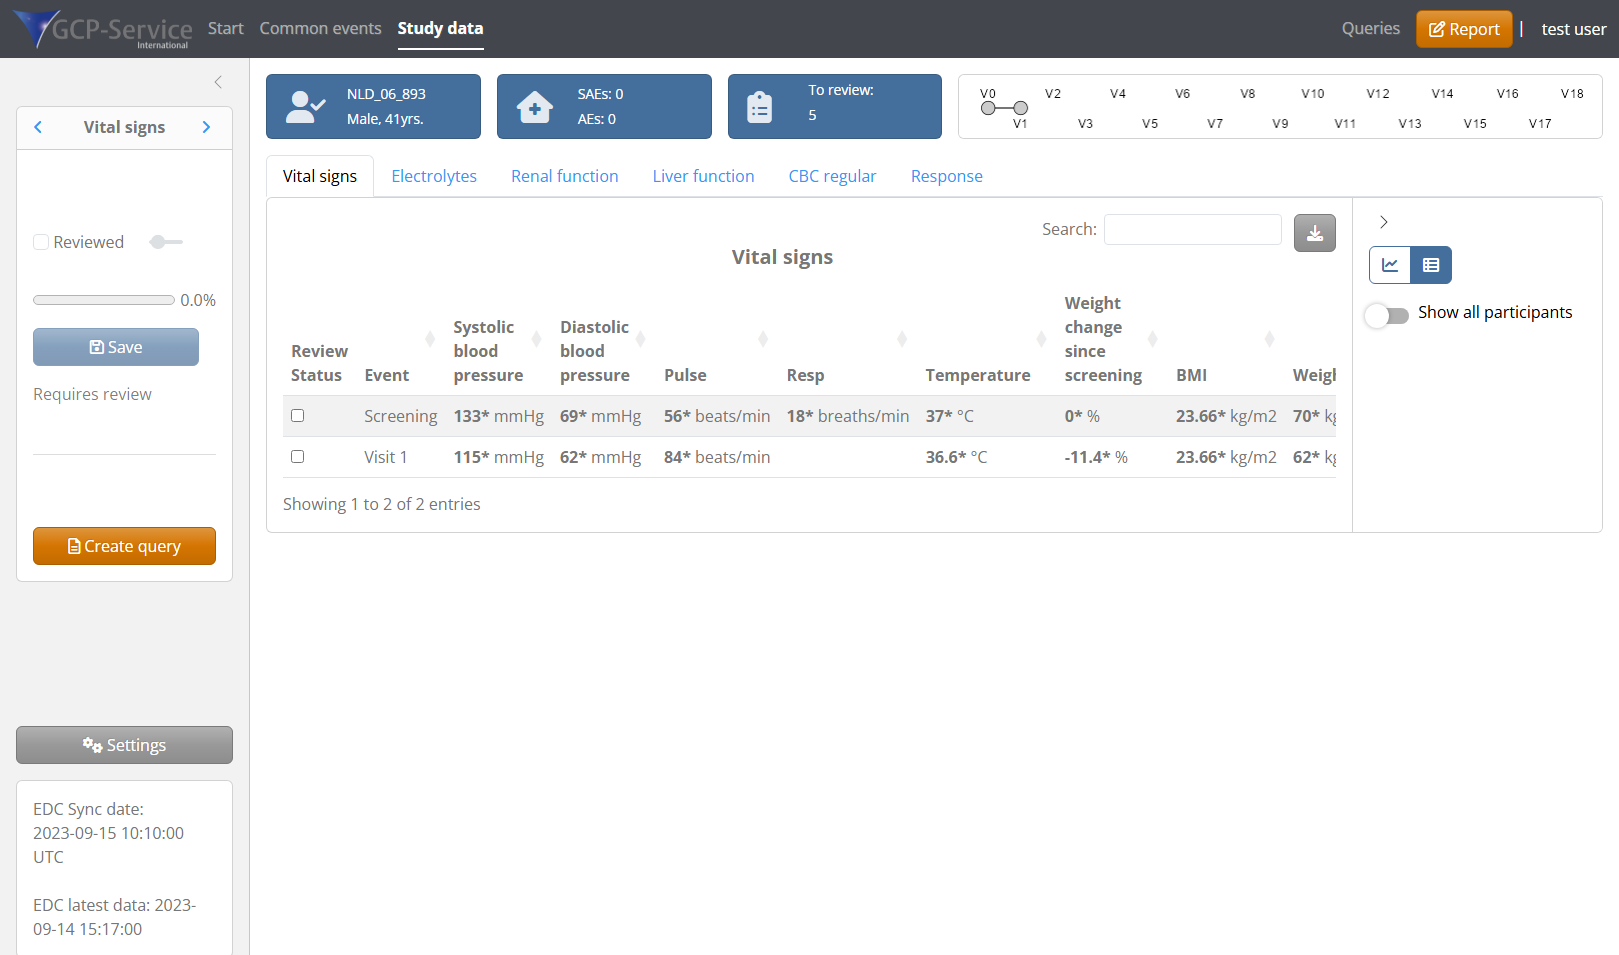 GCP-Service
International
Start
Common events
Study data
Queries
Report
|
test user
Vital signs
Reviewed
0.0%
Save
Requires review
Create query
Settings
EDC Sync date:
2023-09-15 10:10:00
UTC
EDC latest data: 2023-
09-14 15:17:00
NLD_06_893
Male, 41yrs.
SAEs: 0
AEs: 0
To review:
5
V0 V2 V4 V6 V8 V10 V12 V14 V16 V18
V1 V3 V5 V7 V9 V11 V13 V15 V17
Vital signs Electrolytes Renal function Liver function CBC regular Response
Search:
Vital signs
Review
Status
Event
Systolic
blood
pressure
Diastolic
blood
pressure
Pulse
Resp
Temperature
Weight
change
since
screening
BMI
Screening 133* mmHg 69* mmHg 56* beats/min 18* breaths/min 37* °C 0* % 23.66* kg/m2 70*
Visit 1 115* mmHg 62* mmHg 84* beats/min 36.6* °C -11.4* % 23.66* kg/m2 62*
Showing 1 to 2 of 2 entries
Show all participants